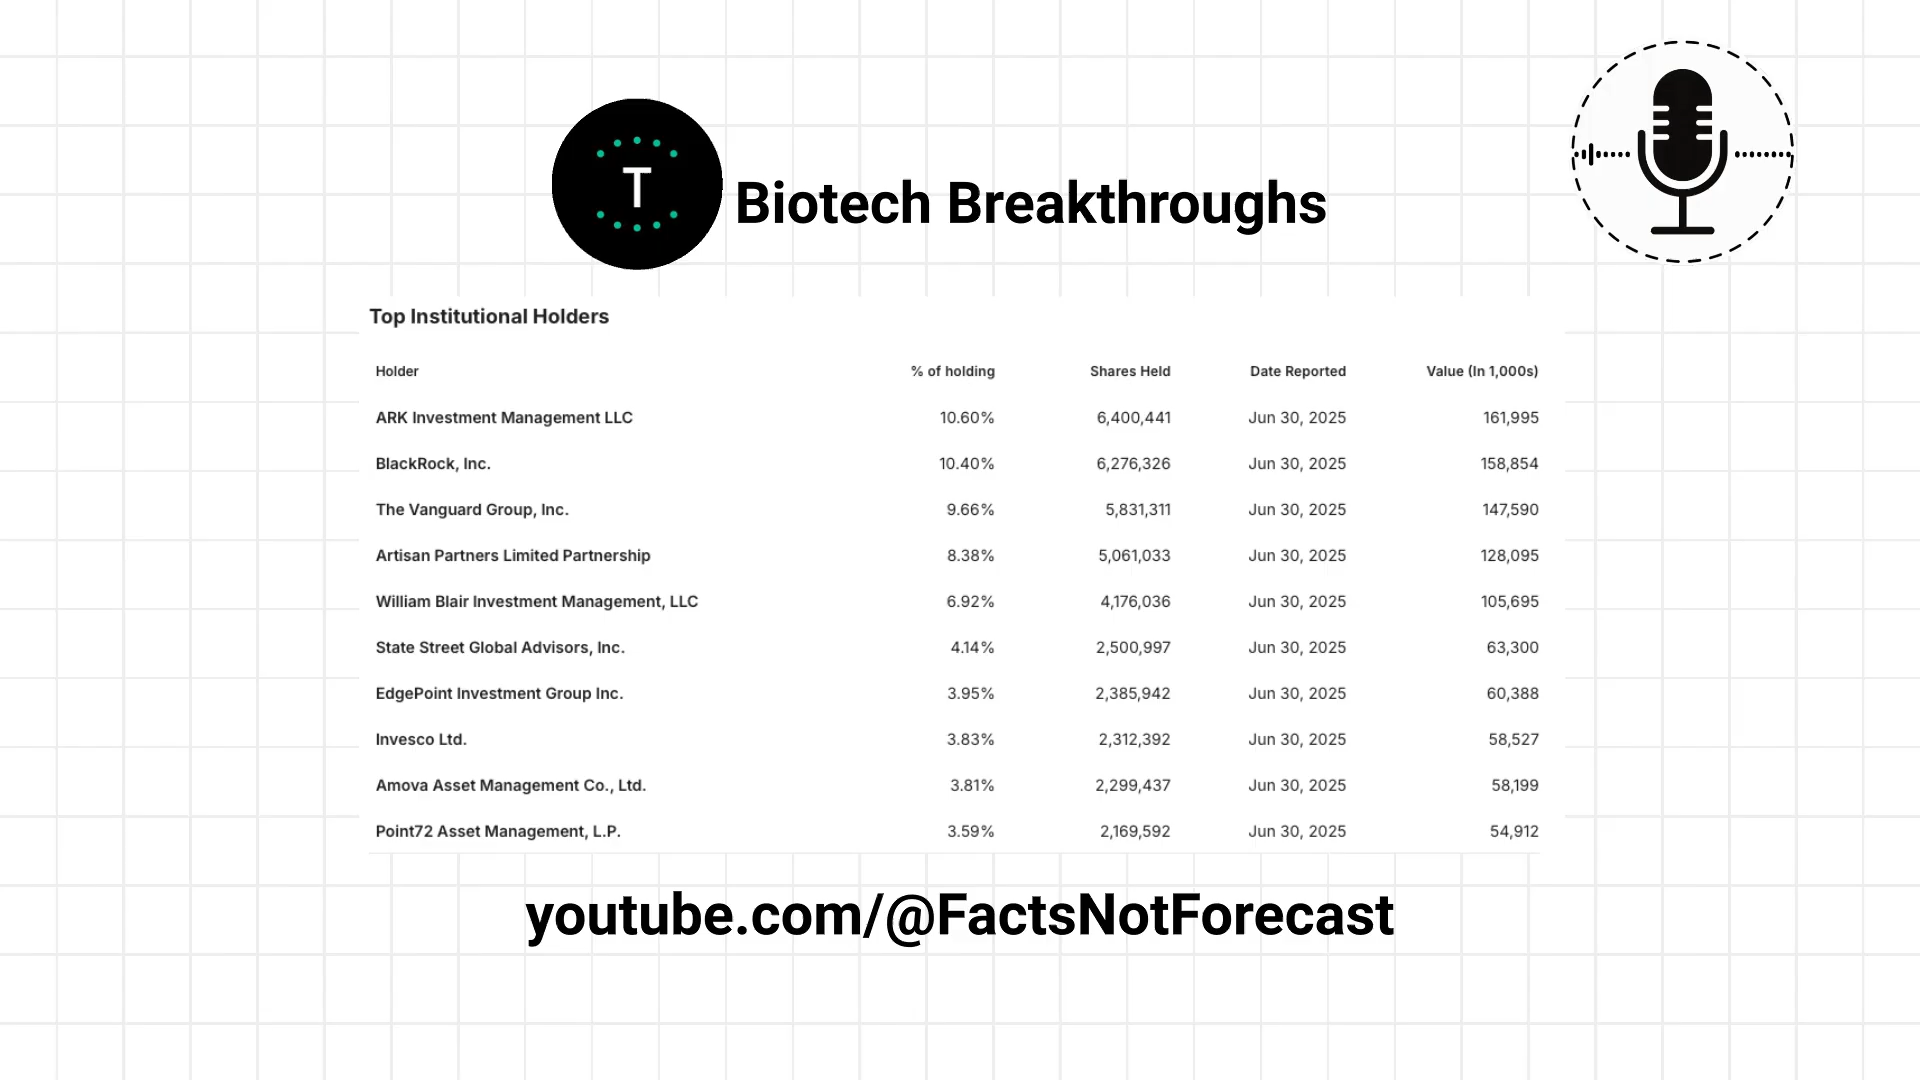 T
Biotech Breakthroughs
Top Institutional Holders
Holder % of holding Shares Held Date Reported Value (In 1,000s)
ARK Investment Management LLC 10.60% 6,400,441 Jun 30, 2025 161,995
BlackRock, Inc. 10.40% 6,276,326 Jun 30, 2025 158,854
The Vanguard Group, Inc. 9.66% 5,831,311 Jun 30, 2025 147,590
Artisan Partners Limited Partnership 8.38% 5,061,033 Jun 30, 2025 128,095
William Blair Investment Management, LLC 6.92% 4,176,036 Jun 30, 2025 105,695
State Street Global Advisors, Inc. 4.14% 2,500,997 Jun 30, 2025 63,300
EdgePoint Investment Group Inc. 3.95% 2,385,942 Jun 30, 2025 60,388
Invesco Ltd. 3.83% 2,312,392 Jun 30, 2025 58,527
Amova Asset Management Co., Ltd. 3.81% 2,299,437 Jun 30, 2025 58,199
Point72 Asset Management, L.P. 3.59% 2,169,592 Jun 30, 2025 54,912
youtube.com/@FactsNotForecast